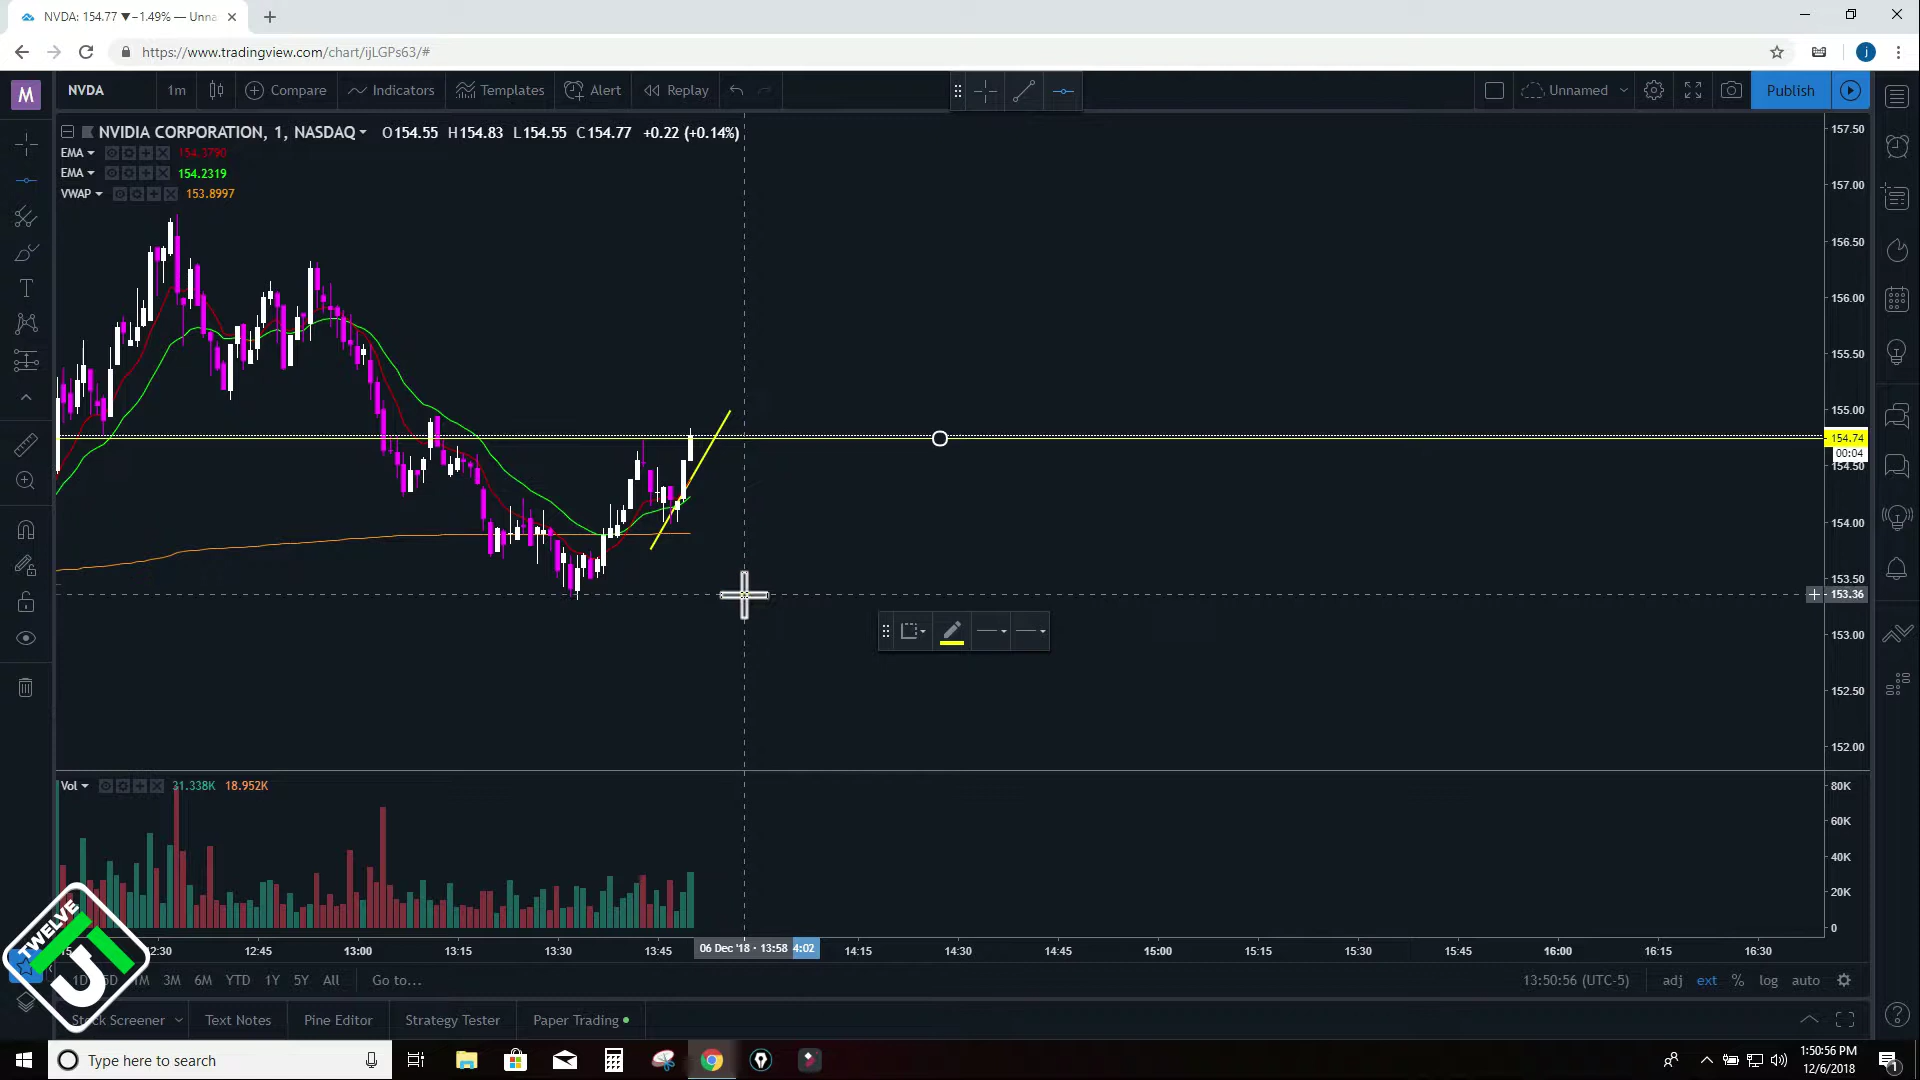 NVDA: 154.77 ▼−1.49% — Unna
https://www.tradingview.com/chart/ijLGPs63/#
j
M
NVDA 1m Compare Indicators Templates Alert Replay Unnamed Publish
NVIDIA CORPORATION, 1, NASDAQ O154.55 H154.83 L154.55 C154.77 +0.22 (+0.14%)
EMA 154.3790
EMA 154.2319
VWAP 153.8997
157.50
157.00
156.50
156.00
155.50
155.00
154.74
00:04
154.50
154.00
153.50
153.36
153.00
152.50
152.00
Vol 31.338K 18.952K
80K
60K
40K
20K
0
12:45 13:00 13:15 13:30 13:45 06 Dec '18 · 13:58 4:02 14:15 14:30 14:45 15:00 15:15 15:30 15:45 16:00 16:15 16:30
TWELVE
1D 3M 6M YTD 1Y 5Y All Go to... 13:50:56 (UTC-5) adj ext % log auto
Stock Screener Text Notes Pine Editor Strategy Tester Paper Trading
Type here to search
1:50:56 PM
12/6/2018
1